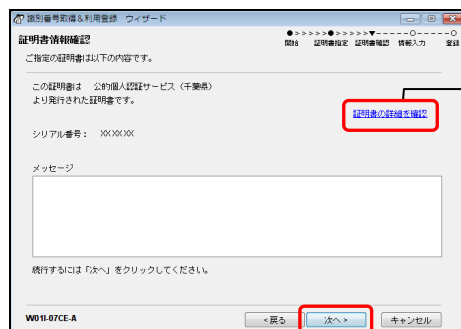 識別番号取得&利用登録 ウィザード
証明書情報確認
●>>>>>●>>>>>▼-----○-----○
開始 証明書指定 証明書確認 情報入力 登録
ご指定の証明書は以下の内容です。
この証明書は 公的個人認証サービス（千葉県）
より発行された証明書です。
証明書の詳細を確認
シリアル番号： XXXXXXX
メッセージ
続行するには「次へ」をクリックしてください。
W01I-07CE-A
<戻る 次へ> キャンセル